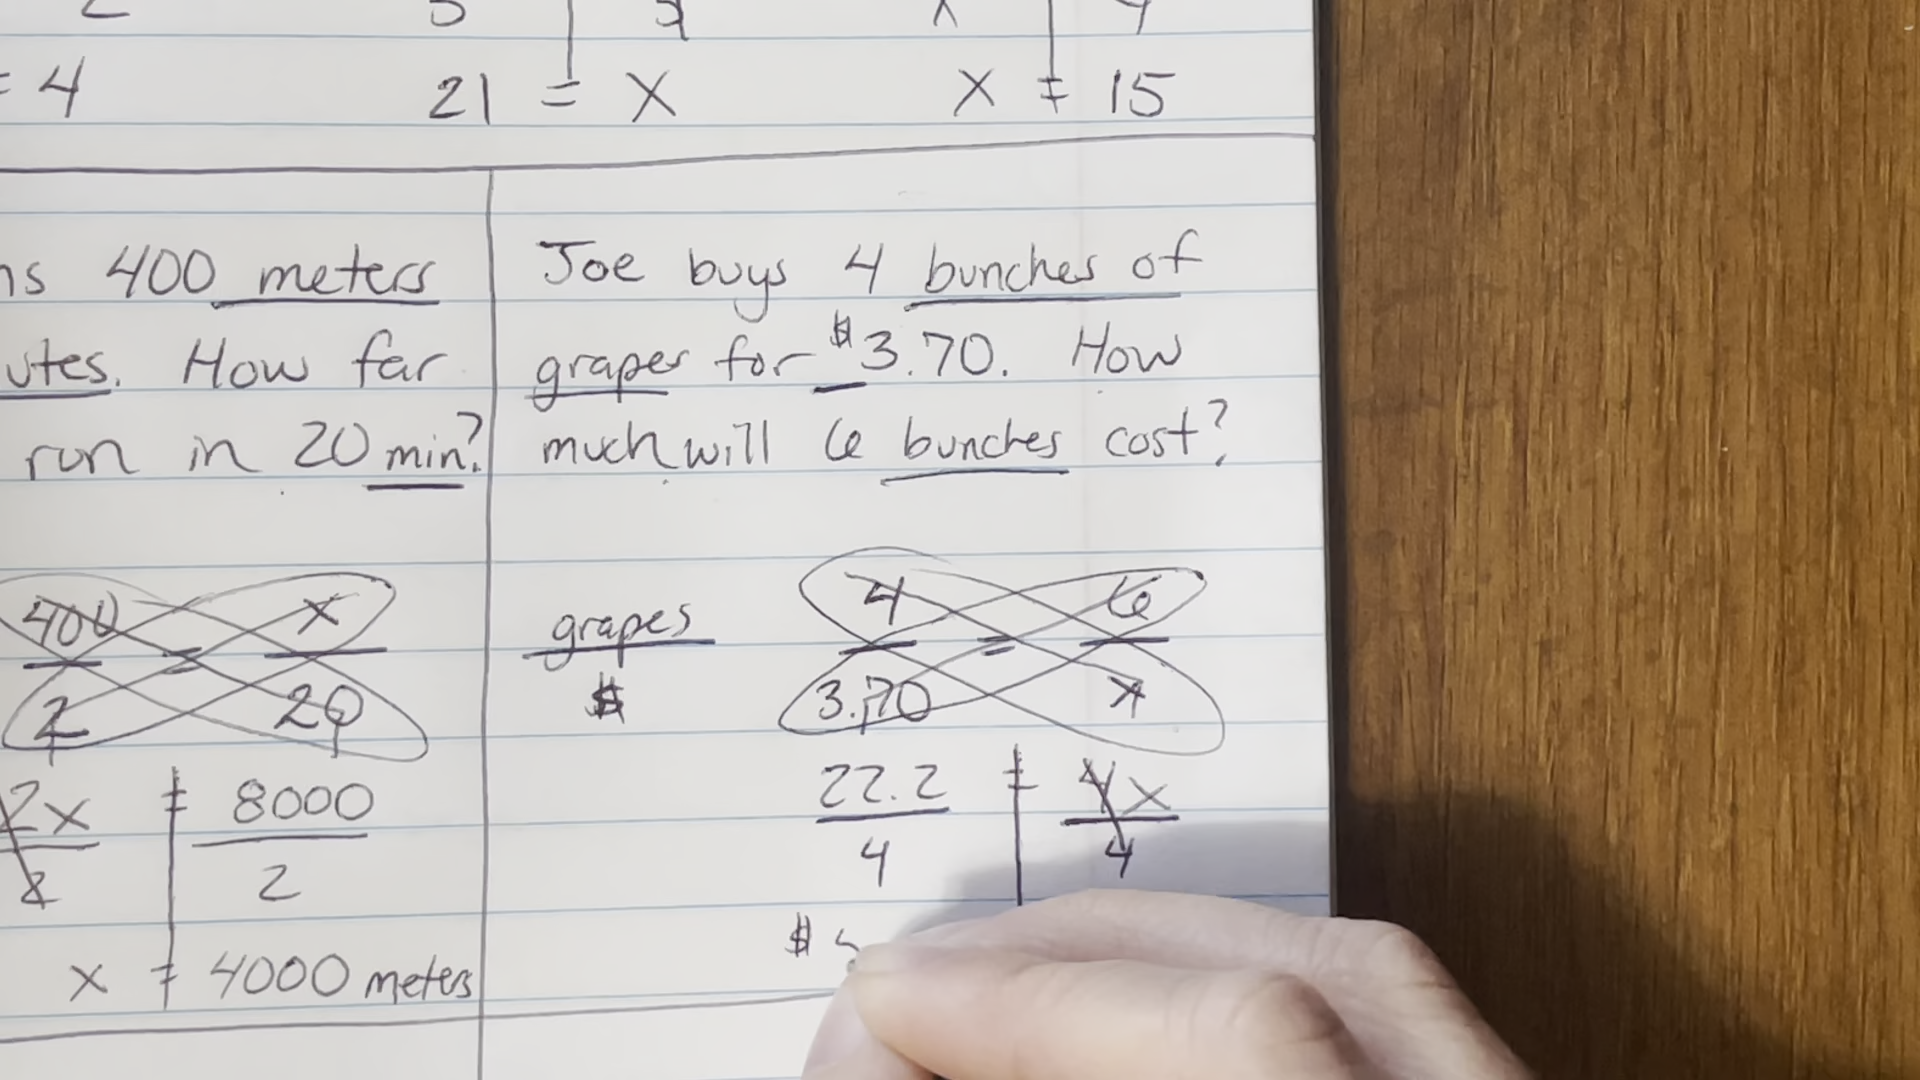 = 4
21 = X
X = 15
ns 400 meters
utes. How far
run in 20 min?
400 = x
2 20
2x = 8000
2 2
x = 4000 meters
Joe buys 4 bunches of
grapes for $3.70. How
much will 6 bunches cost?
grapes 4 = 6
$ 3.70 x
22.2 = 4x
4 4
$